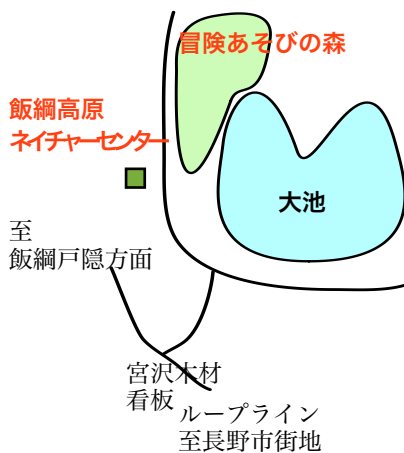 冒険あそびの森
飯綱高原
ネイチャーセンター
大池
至
飯綱戸隠方面
宮沢木材
看板
ループライン
至長野市街地